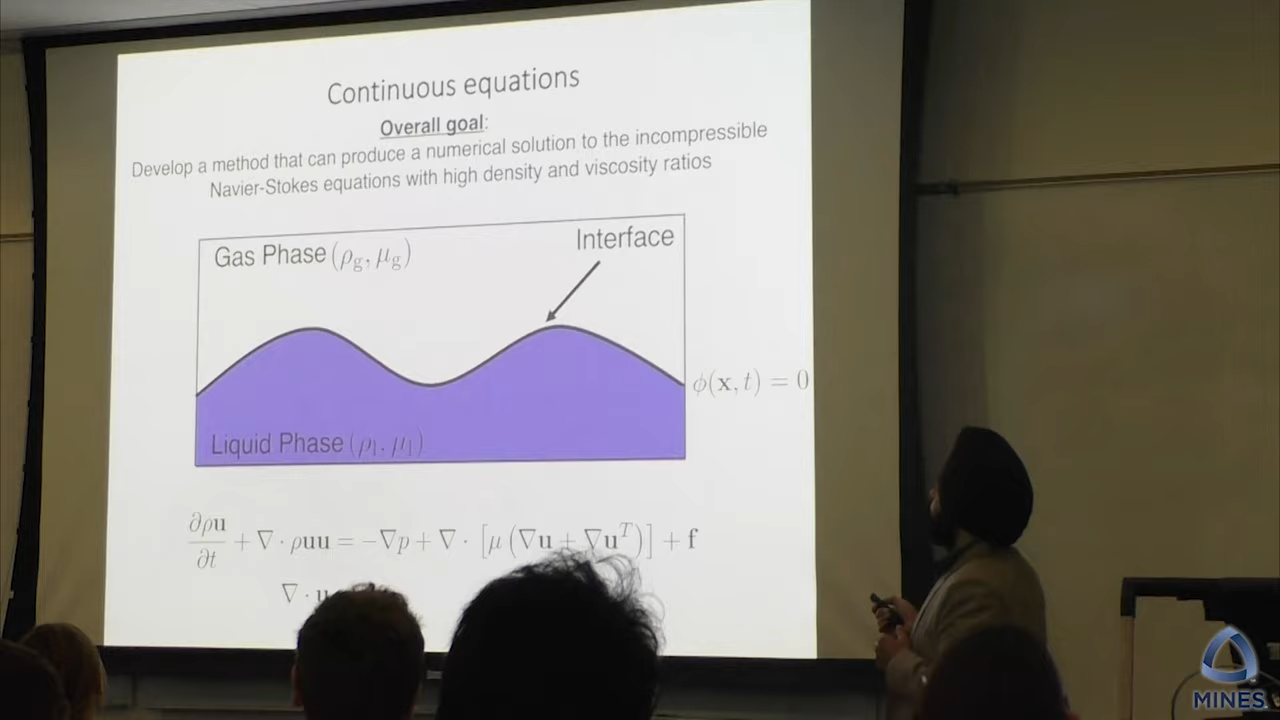 Continuous equations
Overall goal:
Develop a method that can produce a numerical solution to the incompressible
Navier-Stokes equations with high density and viscosity ratios
Gas Phase (ρg, μg)
Interface
ϕ(x, t) = 0
Liquid Phase (ρl, μl)
∂ρu/∂t + ∇ · ρuu = −∇p + ∇ · [μ (∇u + ∇uᵀ)] + f
∇ · u
MINES